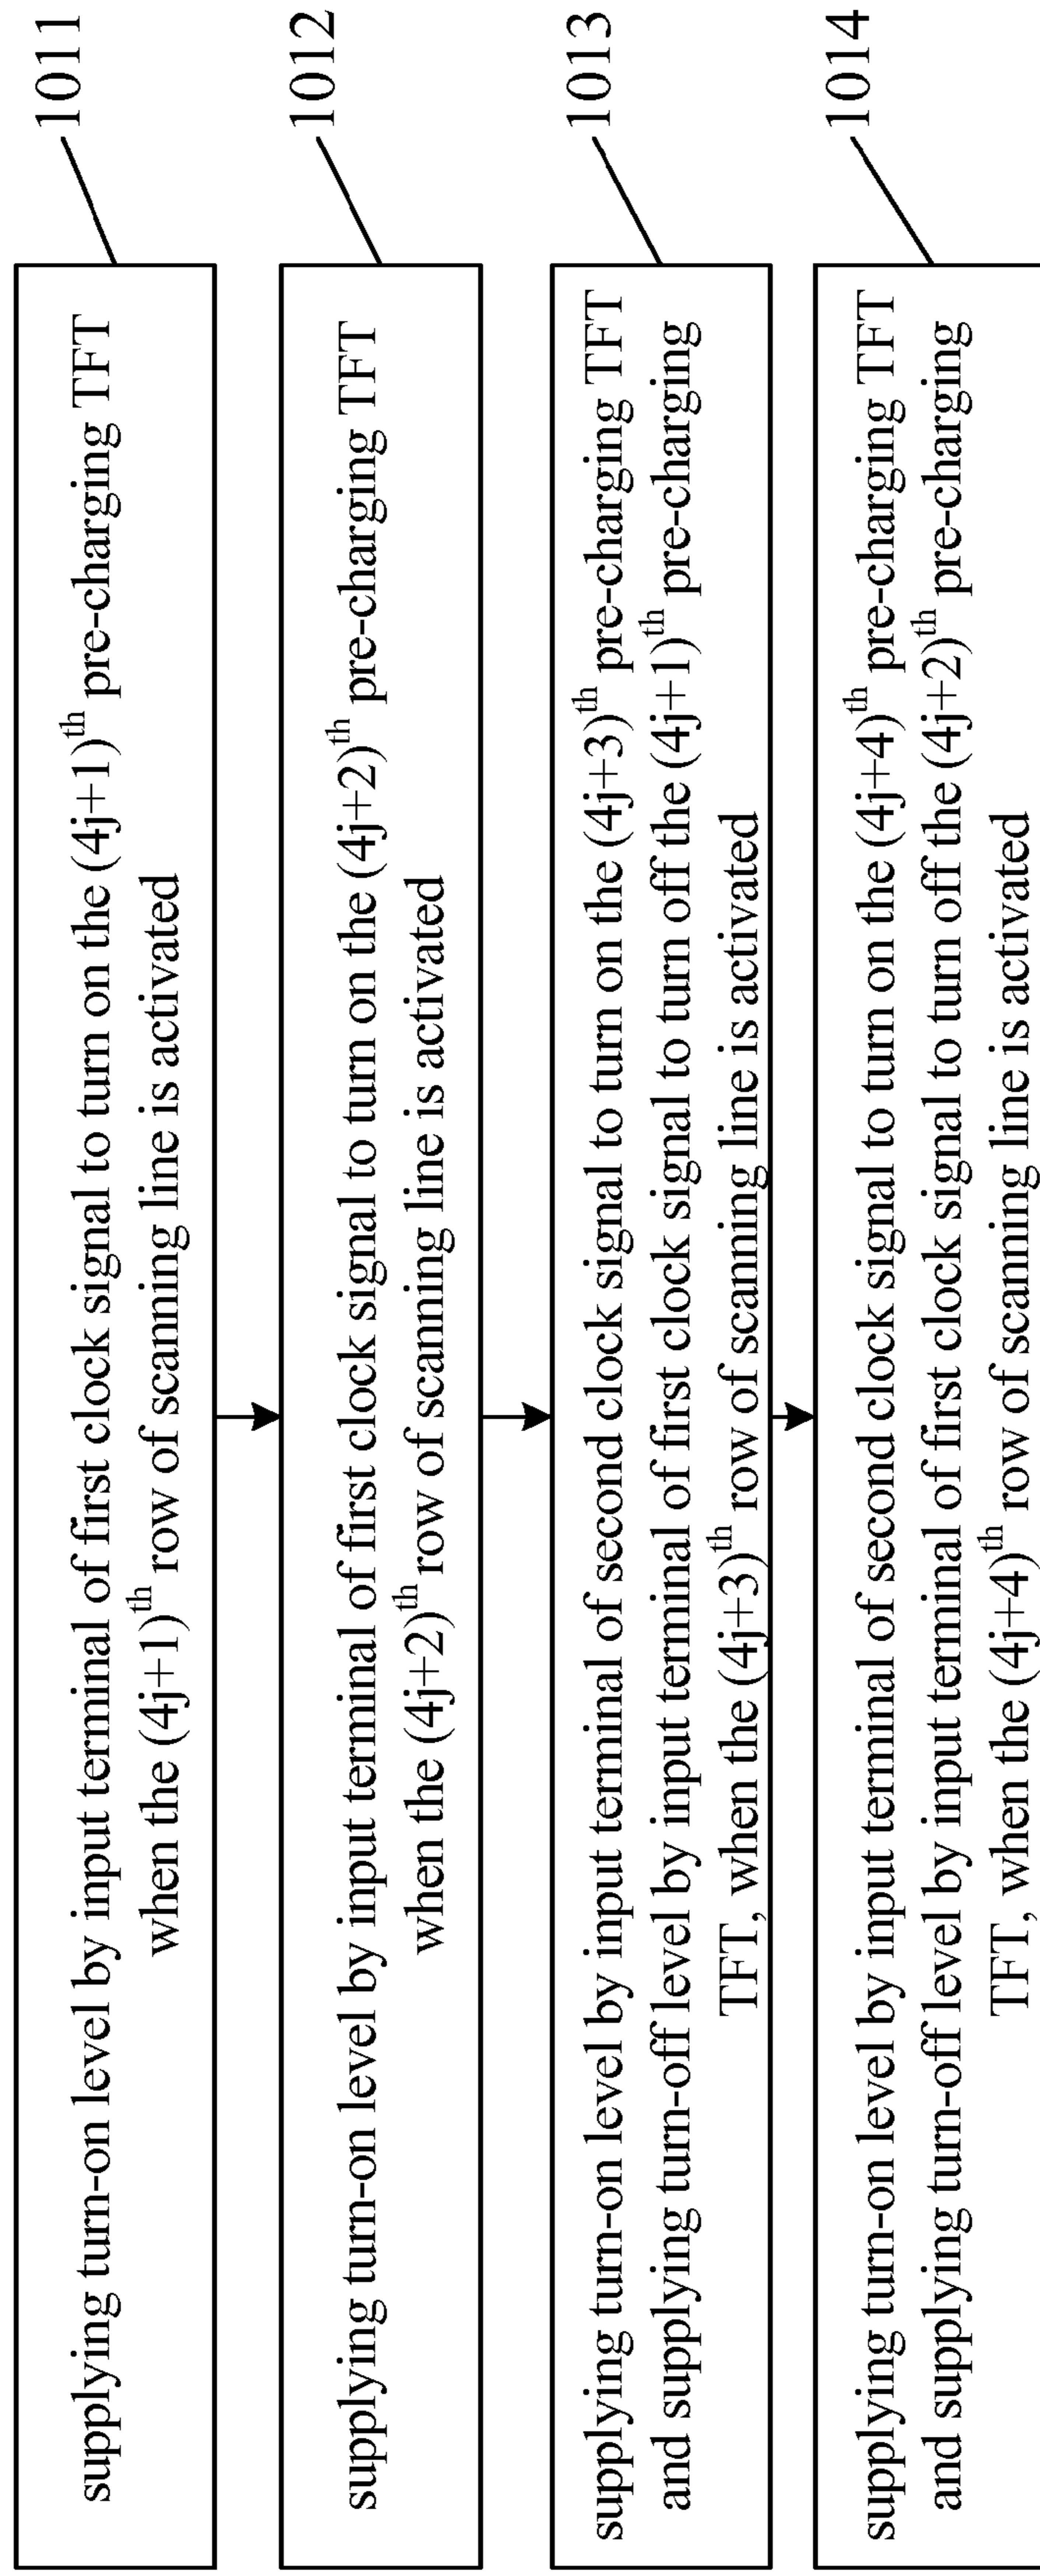 supplying turn-on level by input terminal of first clock signal to turn on the (4j+1)th pre-charging TFT
when the (4j+1)th row of scanning line is activated
1011
supplying turn-on level by input terminal of first clock signal to turn on the (4j+2)th pre-charging TFT
when the (4j+2)th row of scanning line is activated
1012
supplying turn-on level by input terminal of second clock signal to turn on the (4j+3)th pre-charging TFT
and supplying turn-off level by input terminal of first clock signal to turn off the (4j+1)th pre-charging
TFT, when the (4j+3)th row of scanning line is activated
1013
supplying turn-on level by input terminal of second clock signal to turn on the (4j+4)th pre-charging TFT
and supplying turn-off level by input terminal of first clock signal to turn off the (4j+2)th pre-charging
TFT, when the (4j+4)th row of scanning line is activated
1014